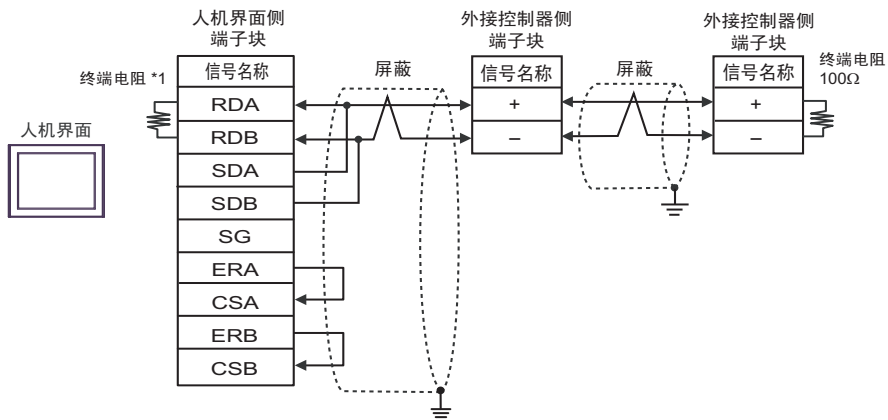 人机界面侧
端子块
外接控制器侧
端子块
外接控制器侧
端子块
终端电阻 *1
信号名称
屏蔽
信号名称
屏蔽
信号名称
终端电阻
100Ω
人机界面
RDA
+
+
RDB
–
–
SDA
SDB
SG
ERA
CSA
ERB
CSB